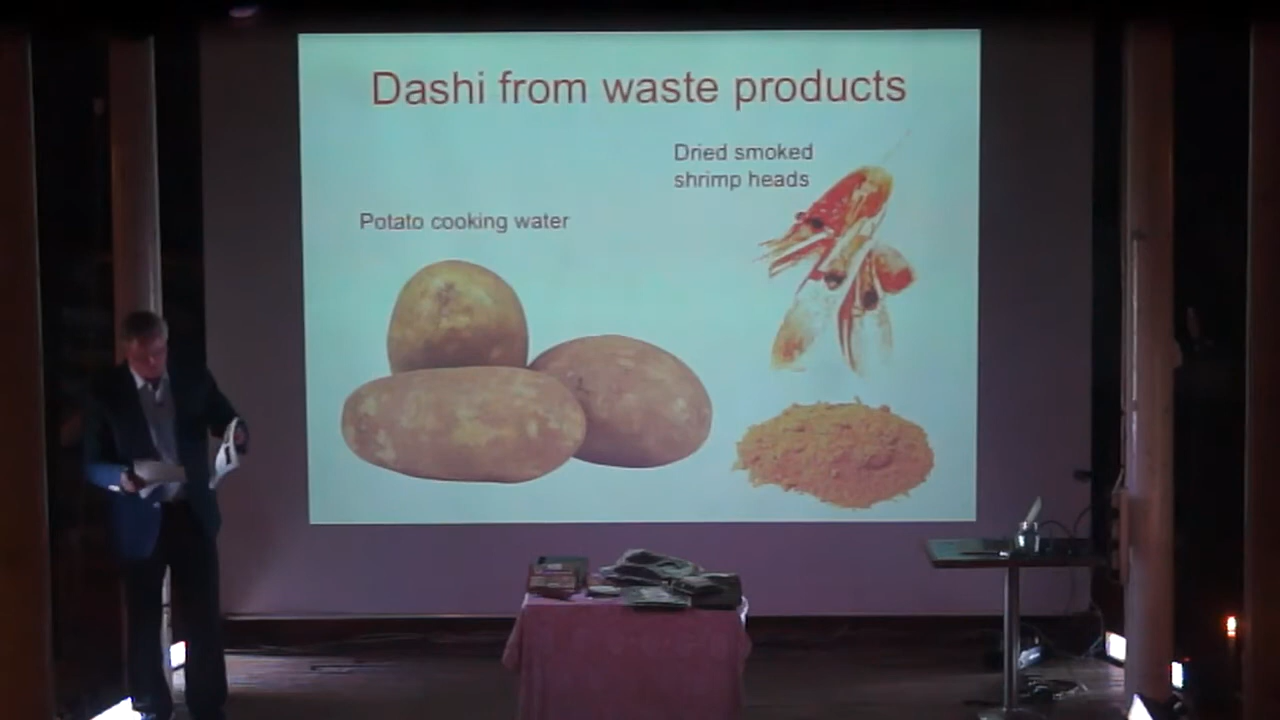 Dashi from waste products
Dried smoked
shrimp heads
Potato cooking water